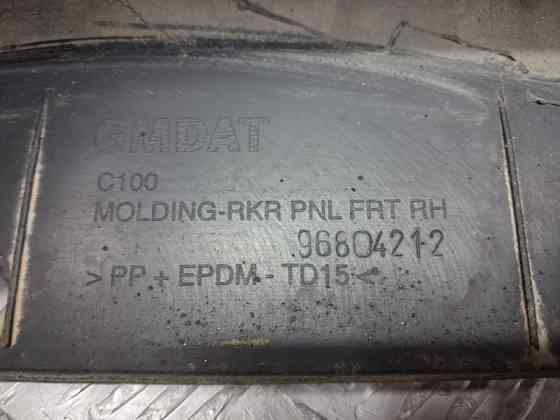 GMDAT
C100
MOLDING-RKR PNL FRT RH
96804212
>PP + EPDM - TD15<